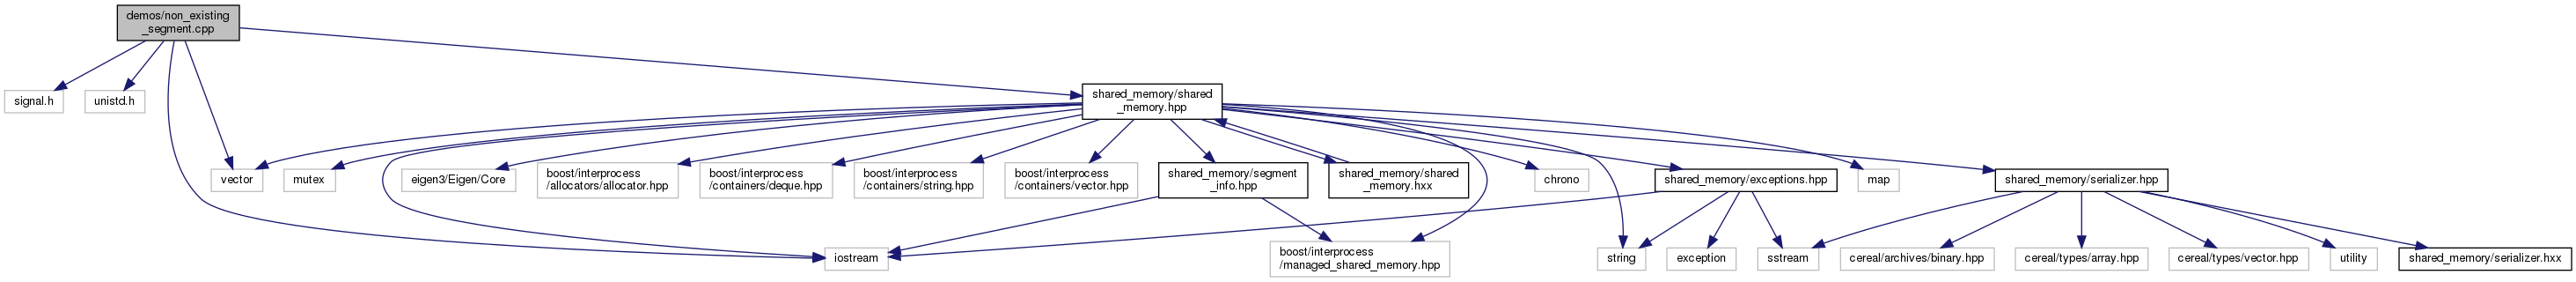 demos/non_existing
_segment.cpp
signal.h
unistd.h
shared_memory/shared
_memory.hpp
vector
mutex
eigen3/Eigen/Core
boost/interprocess
/allocators/allocator.hpp
boost/interprocess
/containers/deque.hpp
boost/interprocess
/containers/string.hpp
boost/interprocess
/containers/vector.hpp
shared_memory/segment
_info.hpp
shared_memory/shared
_memory.hxx
chrono
shared_memory/exceptions.hpp
map
shared_memory/serializer.hpp
iostream
boost/interprocess
/managed_shared_memory.hpp
string
exception
sstream
cereal/archives/binary.hpp
cereal/types/array.hpp
cereal/types/vector.hpp
utility
shared_memory/serializer.hxx